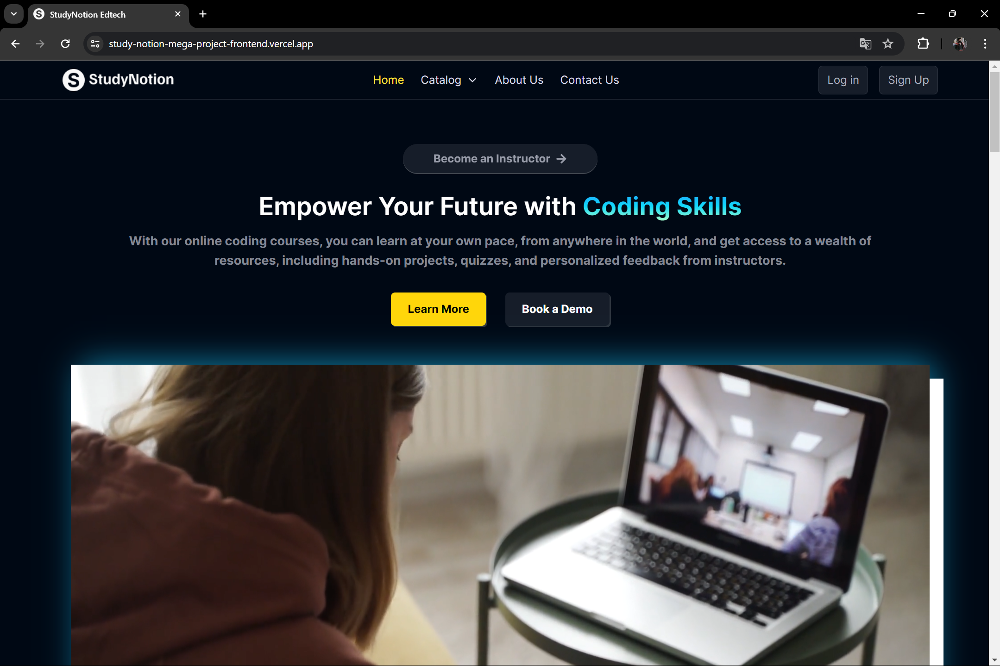 StudyNotion Edtech
study-notion-mega-project-frontend.vercel.app
StudyNotion
Home
Catalog
About Us
Contact Us
Log in
Sign Up
Become an Instructor
Empower Your Future with Coding Skills
With our online coding courses, you can learn at your own pace, from anywhere in the world, and get access to a wealth of
resources, including hands-on projects, quizzes, and personalized feedback from instructors.
Learn More
Book a Demo